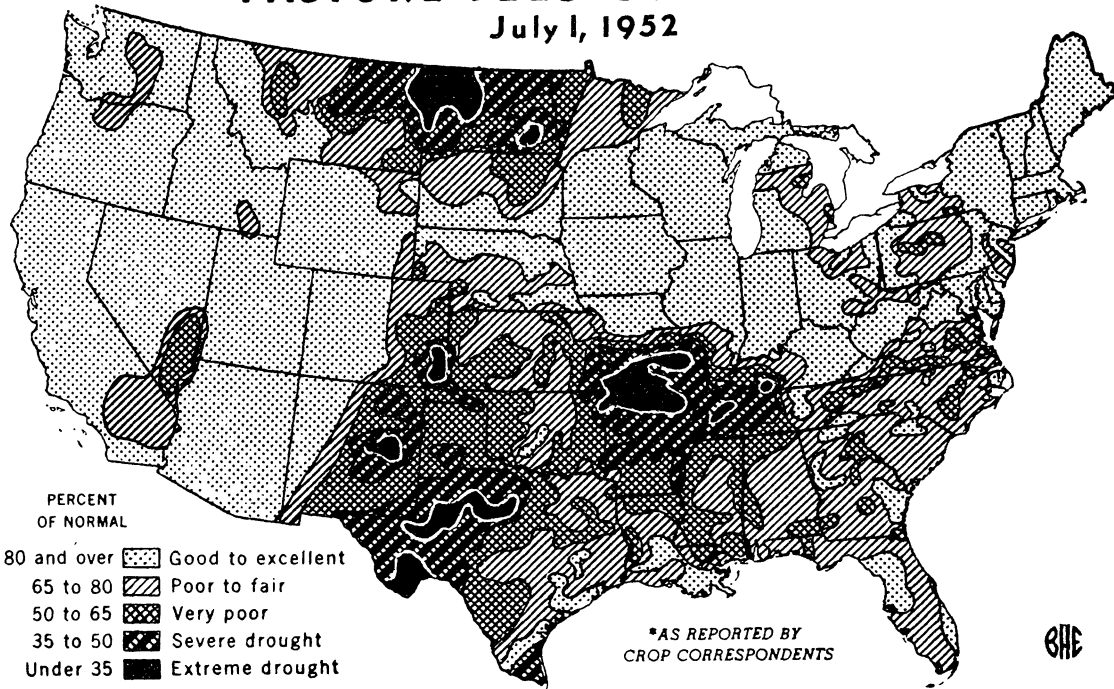 July 1, 1952
PERCENT
OF NORMAL
80 and over Good to excellent
65 to 80 Poor to fair
50 to 65 Very poor
35 to 50 Severe drought
Under 35 Extreme drought
*AS REPORTED BY
CROP CORRESPONDENTS
BAE